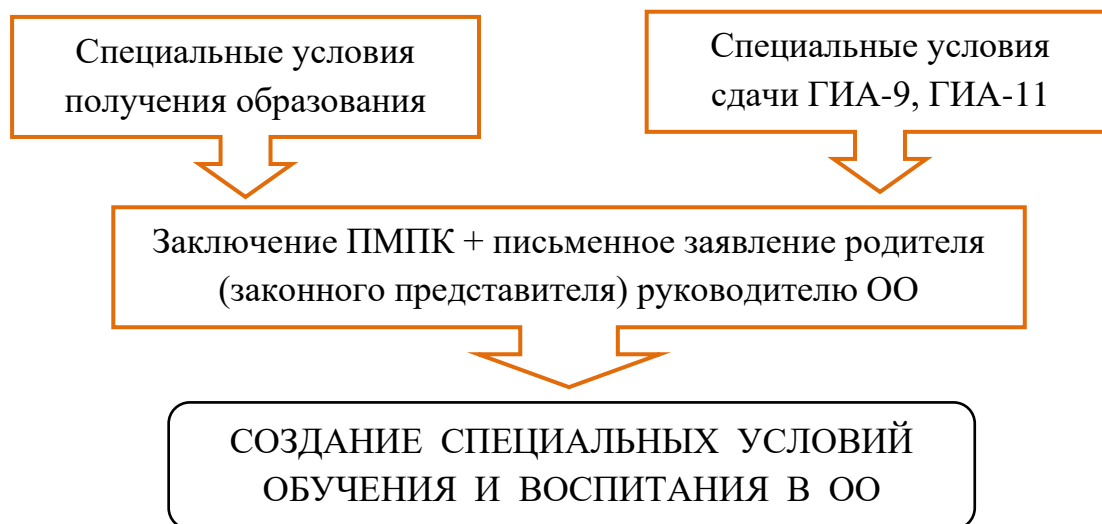 Специальные условия
получения образования
Специальные условия
сдачи ГИА-9, ГИА-11
Заключение ПМПК + письменное заявление родителя
(законного представителя) руководителю ОО
СОЗДАНИЕ СПЕЦИАЛЬНЫХ УСЛОВИЙ
ОБУЧЕНИЯ И ВОСПИТАНИЯ В ОО